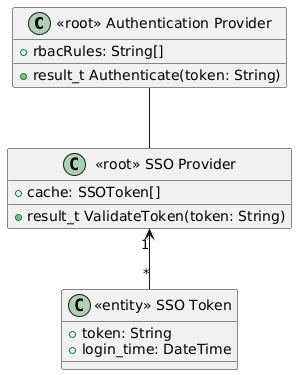 C «root» Authentication Provider
rbacRules: String[]
result_t Authenticate(token: String)
C «root» SSO Provider
cache: SSOToken[]
result_t ValidateToken(token: String)
1
*
C «entity» SSO Token
token: String
login_time: DateTime